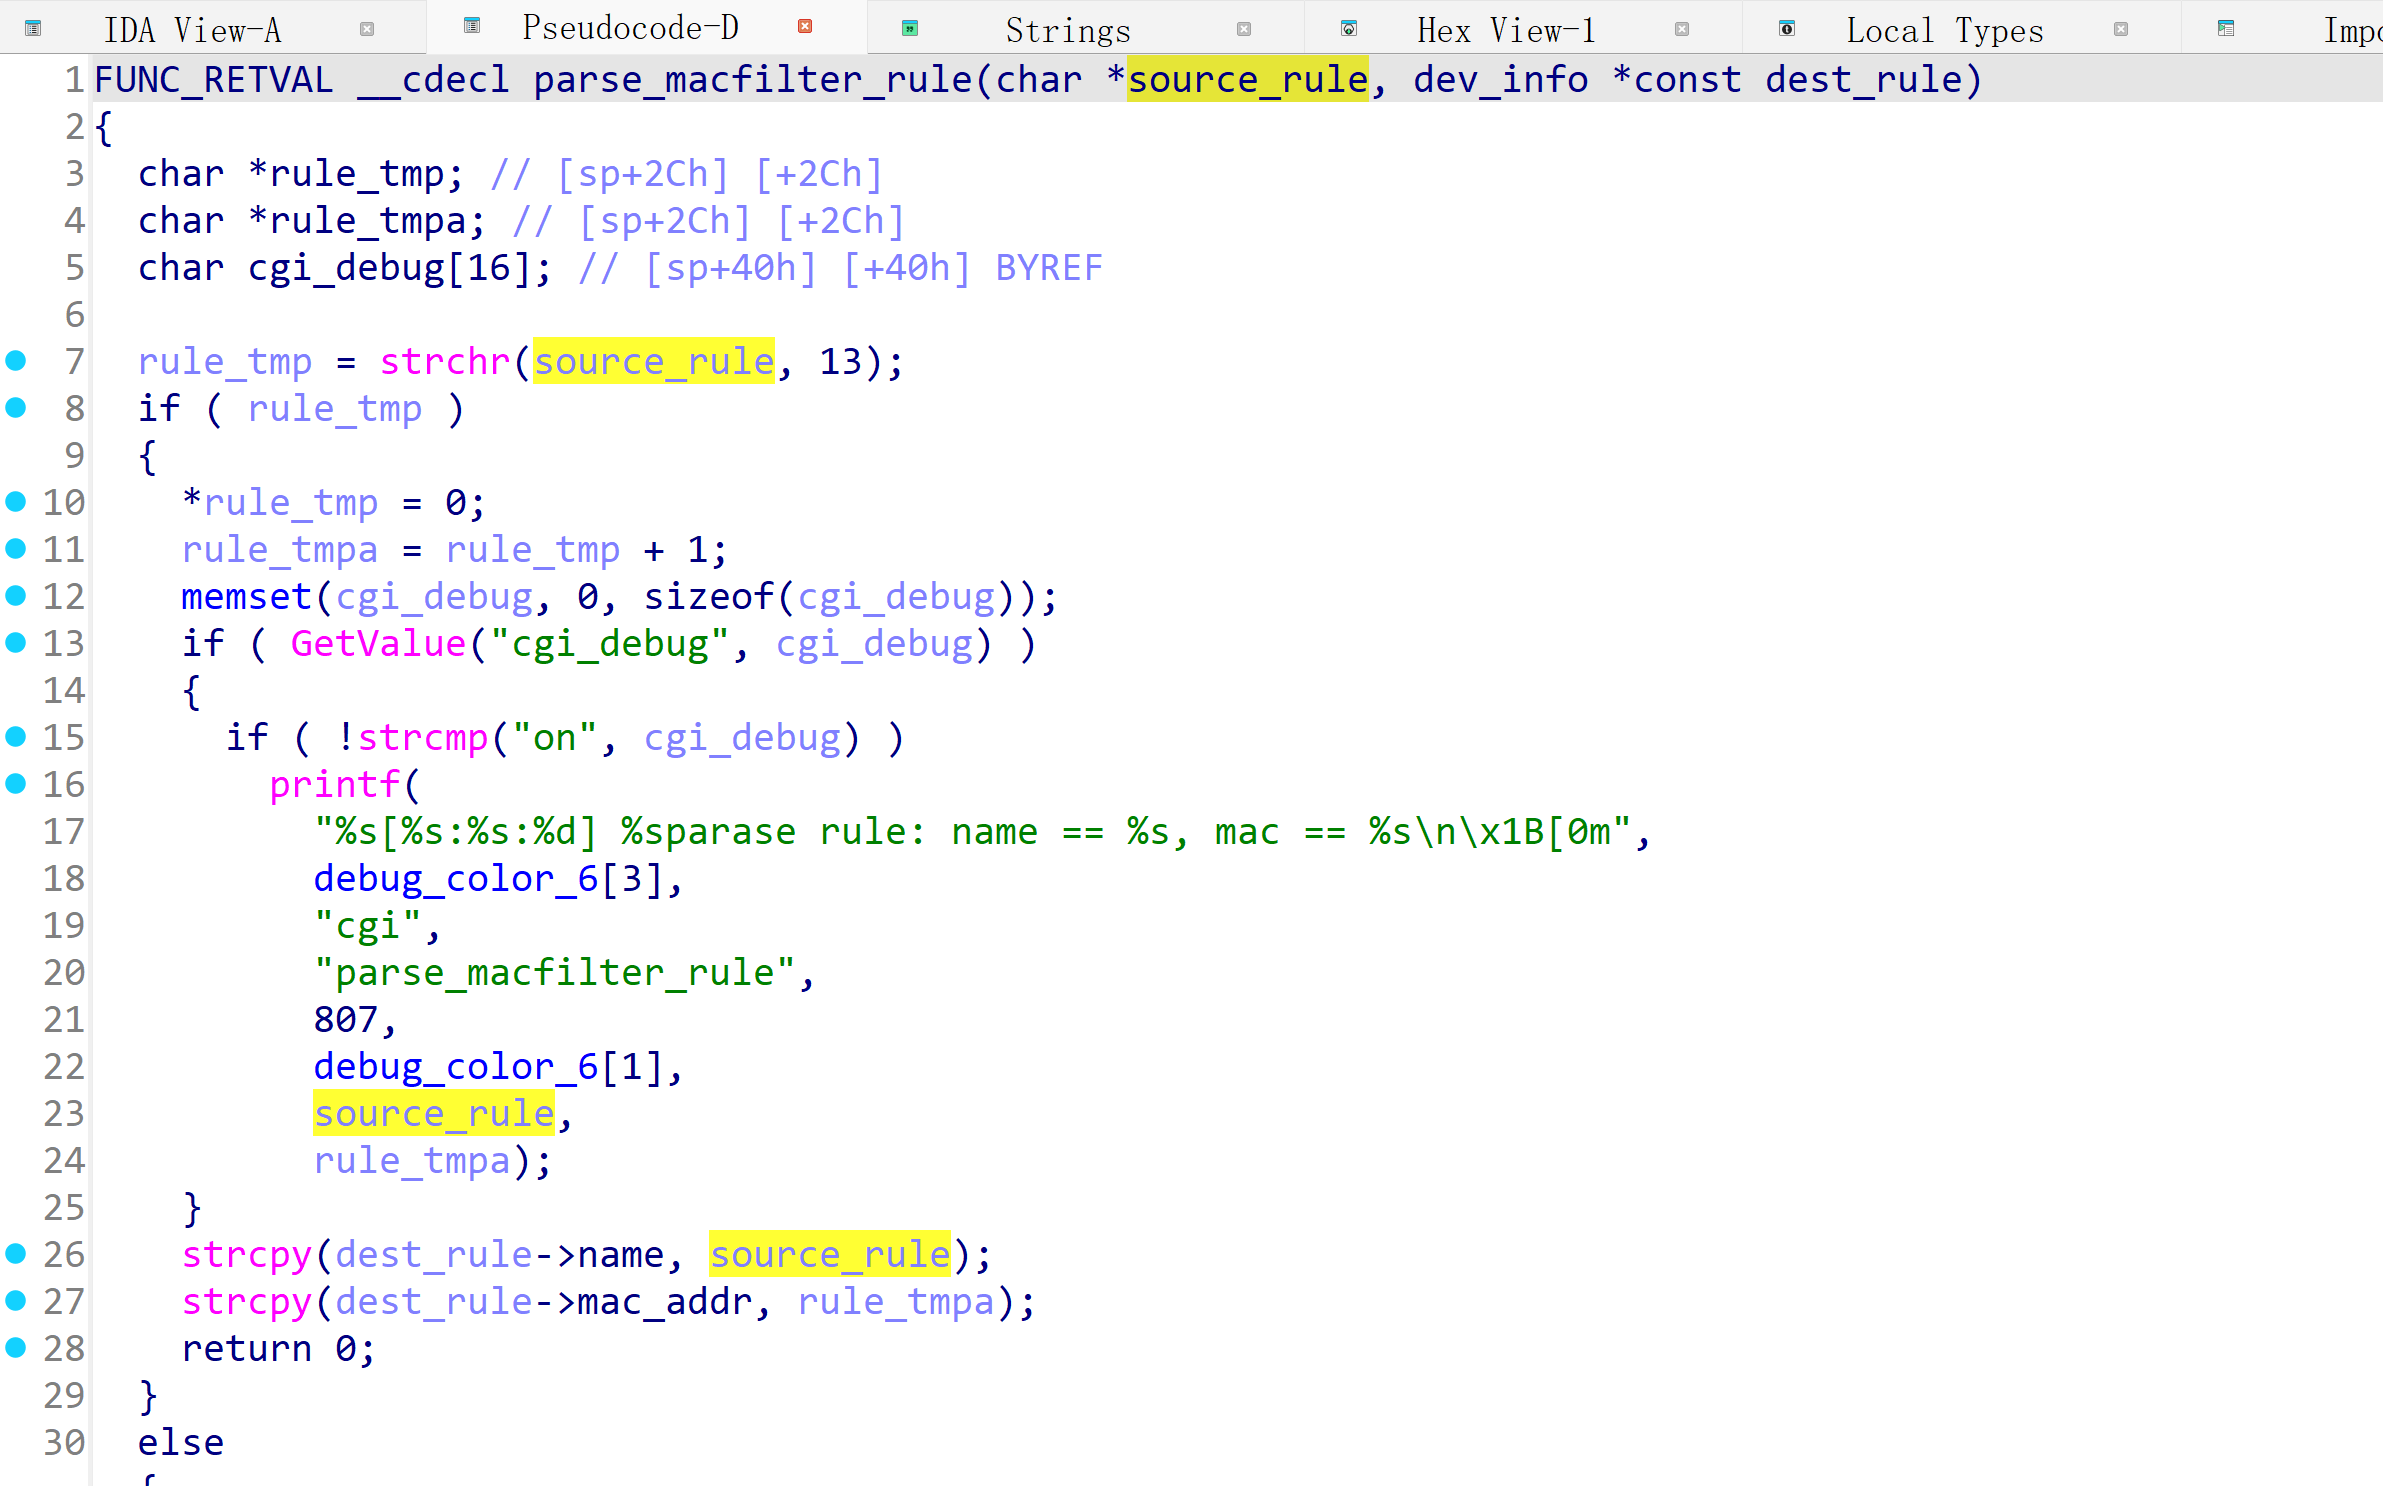 IDA View-A Pseudocode-D Strings Hex View-1 Local Types
1 FUNC_RETVAL __cdecl parse_macfilter_rule(char *source_rule, dev_info *const dest_rule)
2 {
3   char *rule_tmp; // [sp+2Ch] [+2Ch]
4   char *rule_tmpa; // [sp+2Ch] [+2Ch]
5   char cgi_debug[16]; // [sp+40h] [+40h] BYREF
6
7   rule_tmp = strchr(source_rule, 13);
8   if ( rule_tmp )
9   {
10     *rule_tmp = 0;
11     rule_tmpa = rule_tmp + 1;
12     memset(cgi_debug, 0, sizeof(cgi_debug));
13     if ( GetValue("cgi_debug", cgi_debug) )
14     {
15       if ( !strcmp("on", cgi_debug) )
16         printf(
17           "%s[%s:%s:%d] %sparase rule: name == %s, mac == %s\n\x1B[0m",
18           debug_color_6[3],
19           "cgi",
20           "parse_macfilter_rule",
21           807,
22           debug_color_6[1],
23           source_rule,
24           rule_tmpa);
25     }
26     strcpy(dest_rule->name, source_rule);
27     strcpy(dest_rule->mac_addr, rule_tmpa);
28     return 0;
29   }
30   else